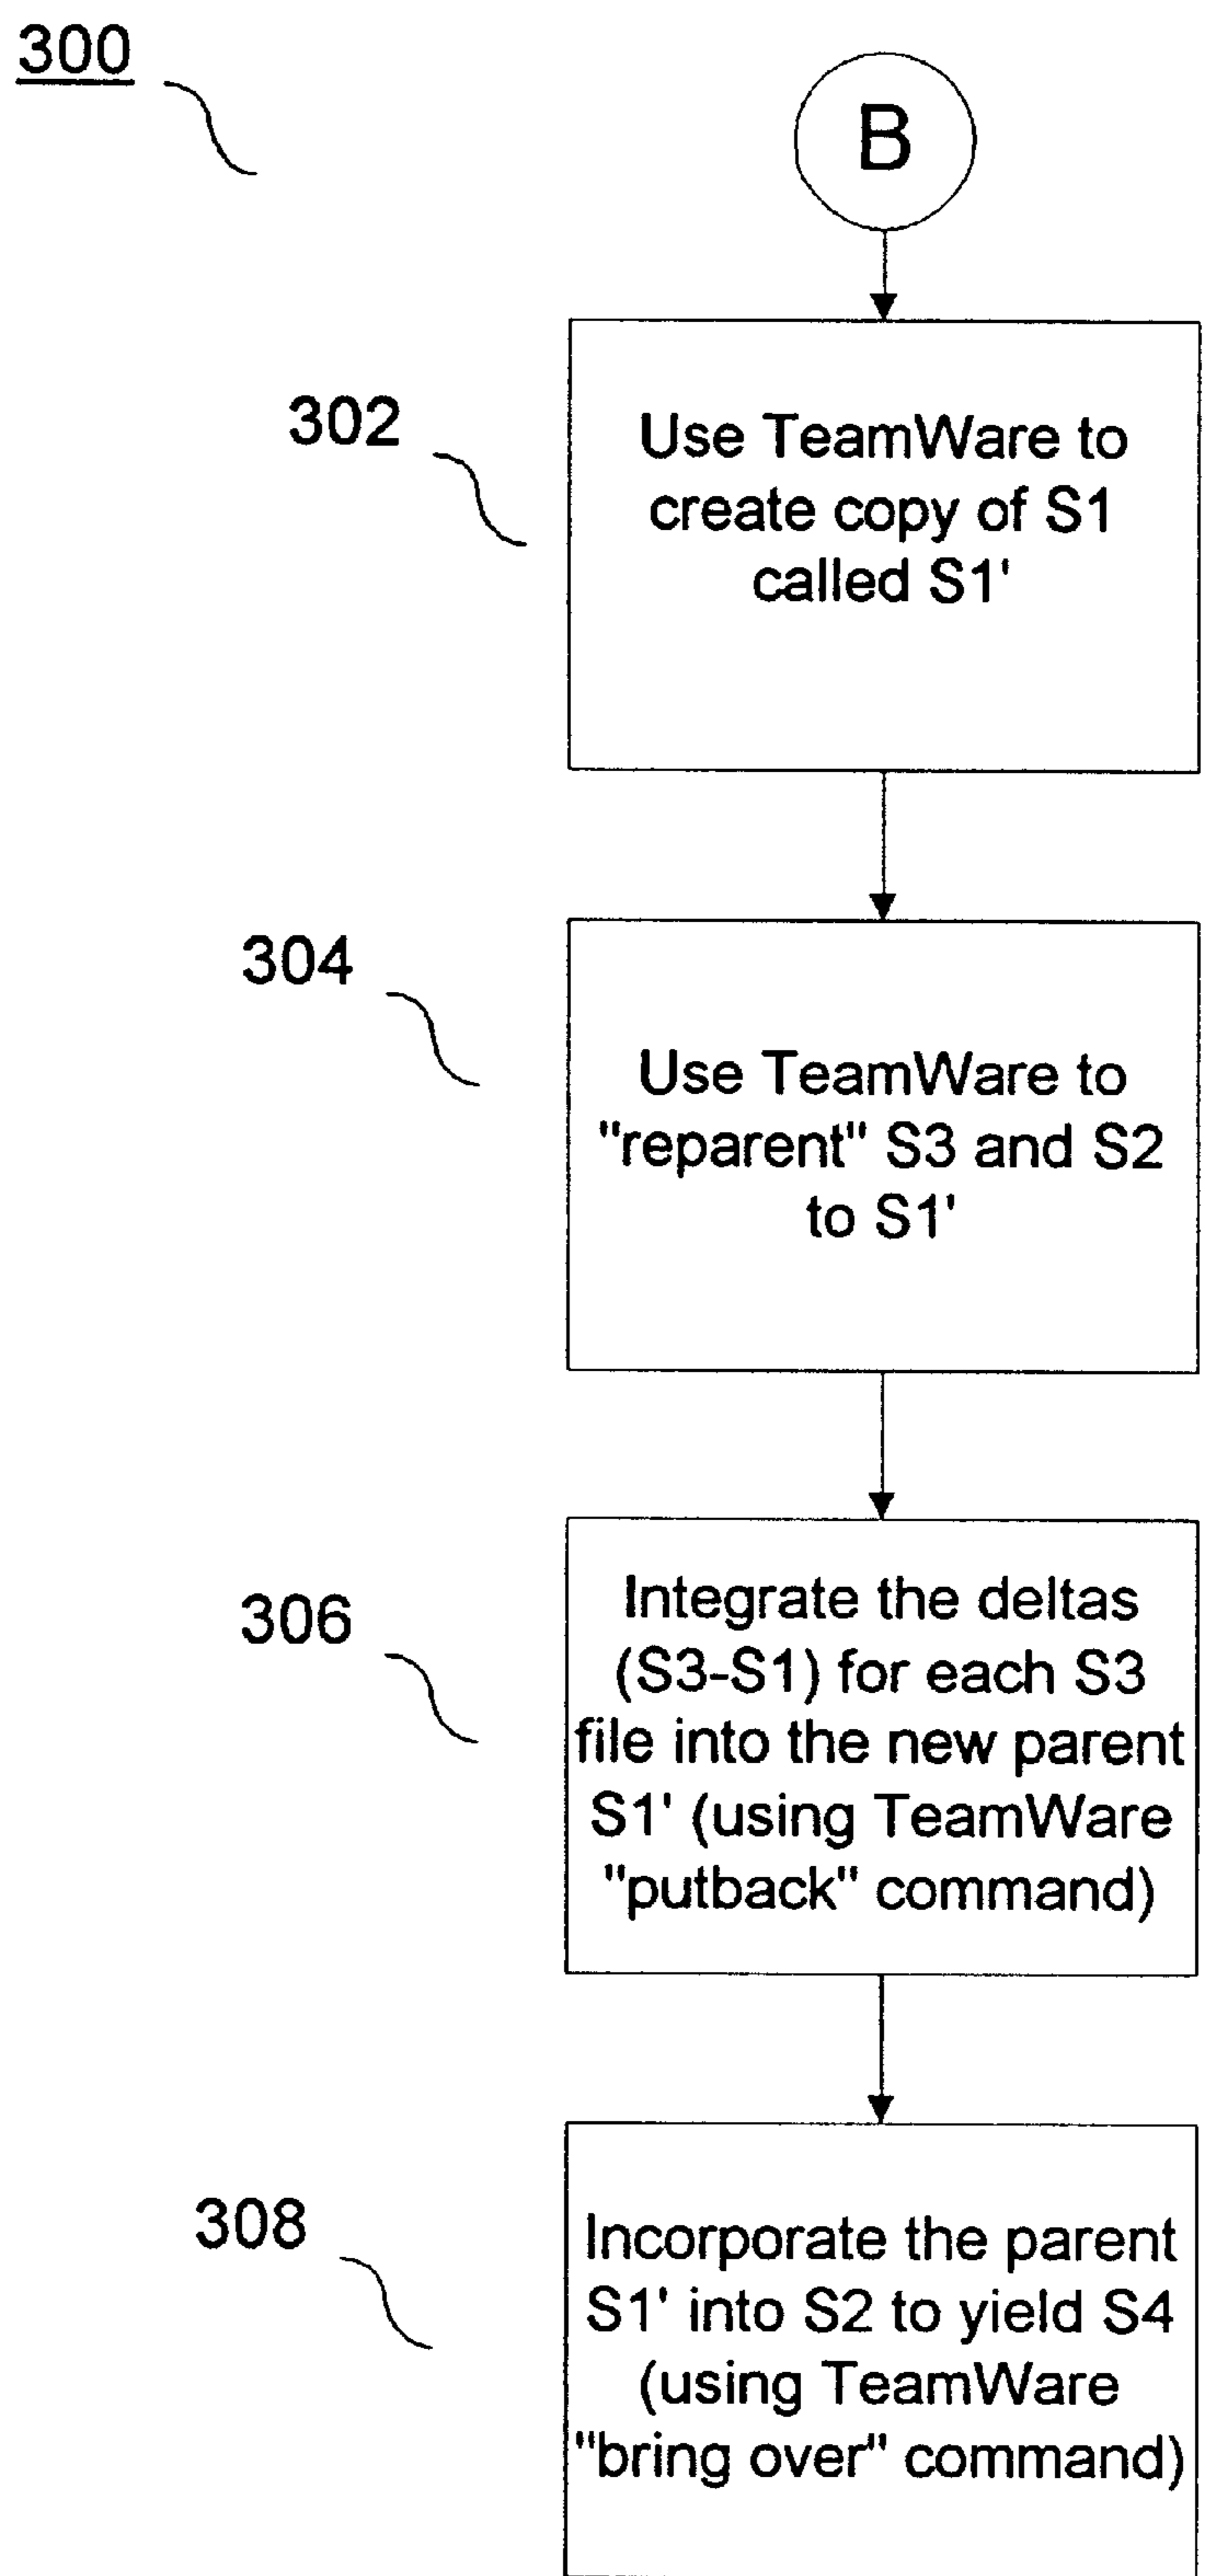 300
B
302
Use TeamWare to
create copy of S1
called S1'
304
Use TeamWare to
"reparent" S3 and S2
to S1'
306
Integrate the deltas
(S3-S1) for each S3
file into the new parent
S1' (using TeamWare
"putback" command)
308
Incorporate the parent
S1' into S2 to yield S4
(using TeamWare
"bring over" command)